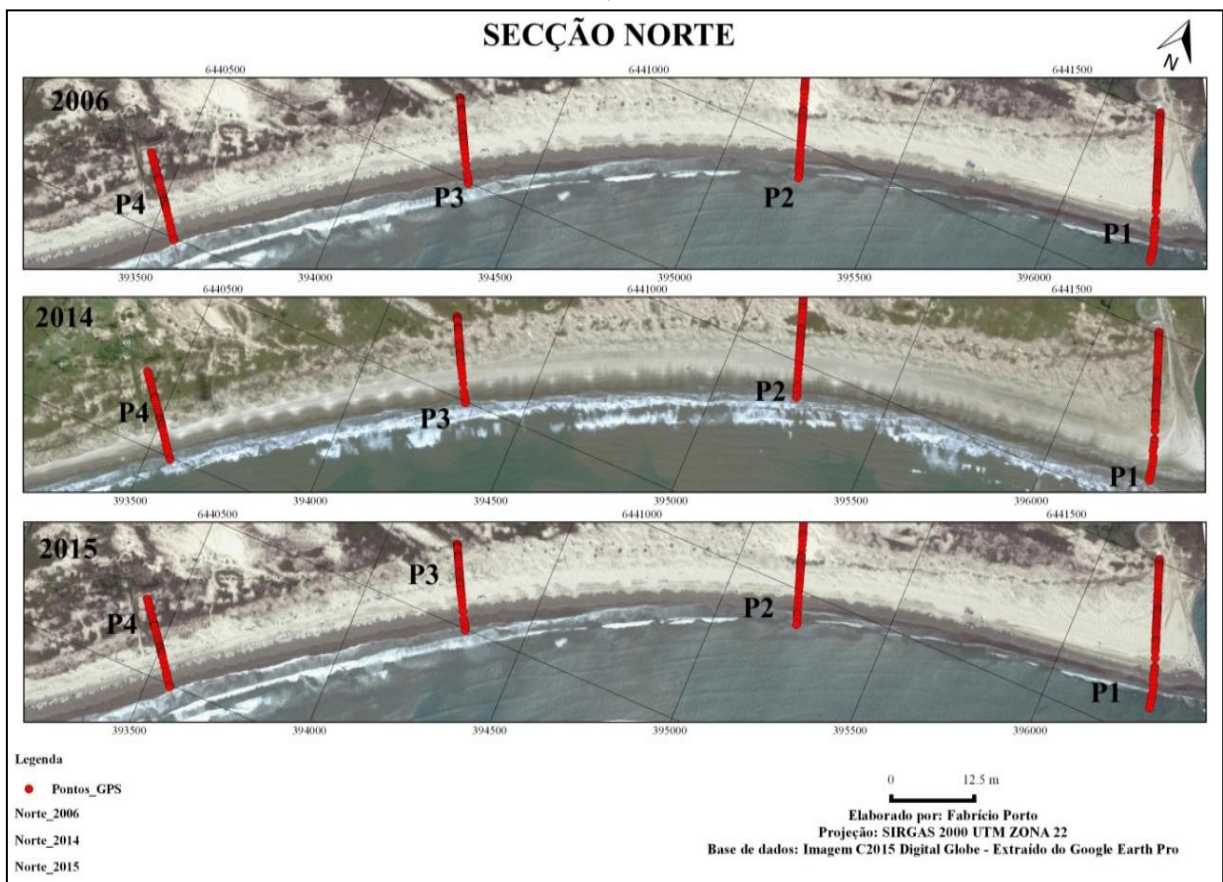 SECÇÃO NORTE
N
6440500 6441000 6441500
2006
P4 P3 P2 P1
393500 394000 394500 395000 395500 396000
6440500 6441000 6441500
2014
P4 P3 P2 P1
393500 394000 394500 395000 395500 396000
6440500 6441000 6441500
2015
P4 P3 P2 P1
393500 394000 394500 395000 395500 396000
Legenda
Pontos_GPS
Norte_2006
Norte_2014
Norte_2015
0 12.5 m
Elaborado por: Fabrício Porto
Projeção: SIRGAS 2000 UTM ZONA 22
Base de dados: Imagem C2015 Digital Globe - Extraído do Google Earth Pro